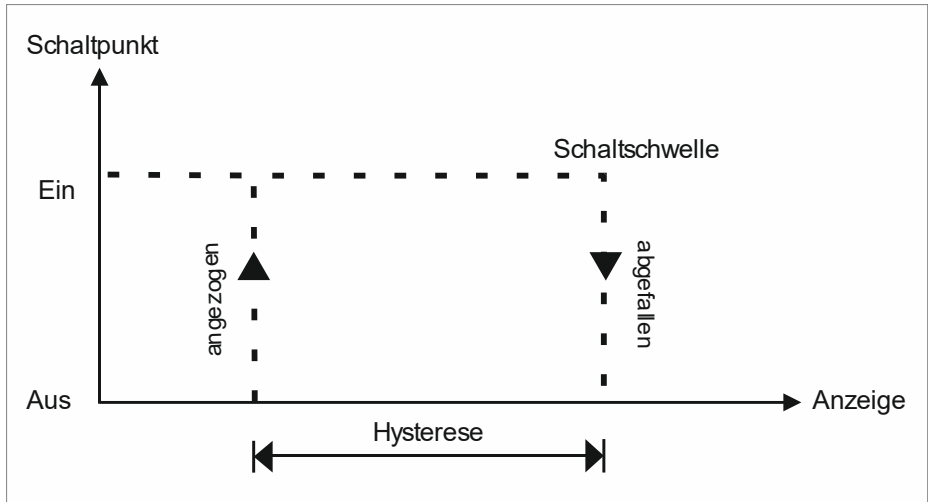 Schaltpunkt
Schaltschwelle
Ein
angezogen
abgefallen
Aus
Anzeige
Hysterese